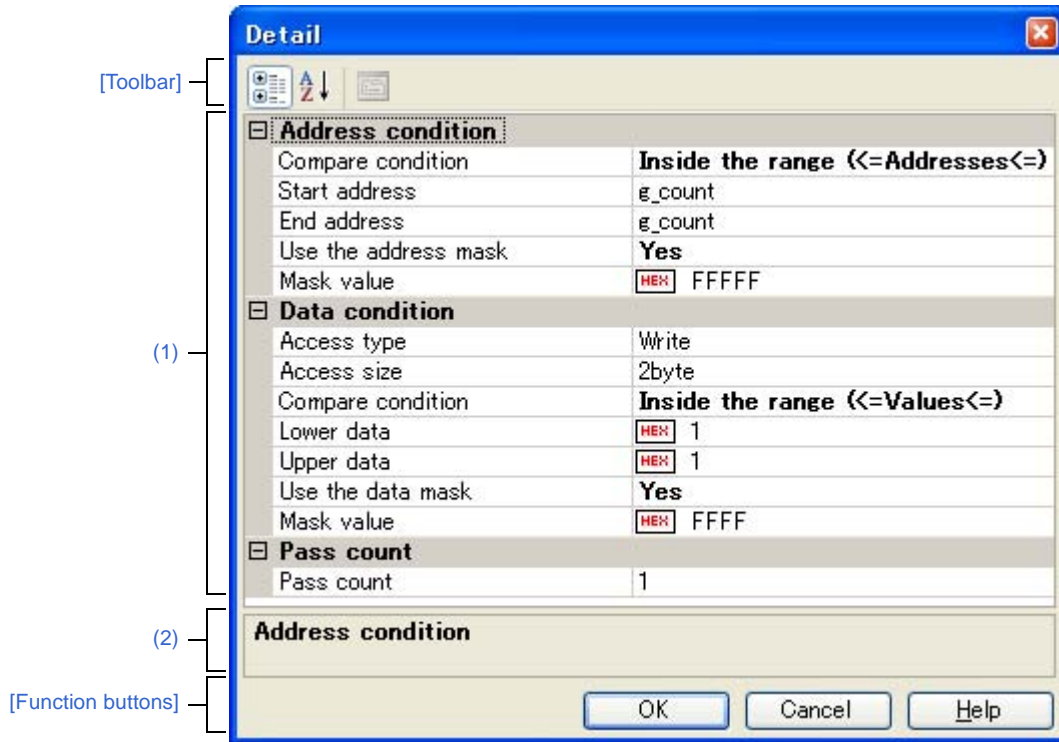 Detail
[Toolbar]
A Z
Address condition
Compare condition Inside the range (<=Addresses<=)
Start address g_count
End address g_count
Use the address mask Yes
Mask value HEX FFFFF
Data condition
(1)
Access type Write
Access size 2byte
Compare condition Inside the range (<=Values<=)
Lower data HEX 1
Upper data HEX 1
Use the data mask Yes
Mask value HEX FFFF
Pass count
Pass count 1
(2)
Address condition
[Function buttons]
OK Cancel Help